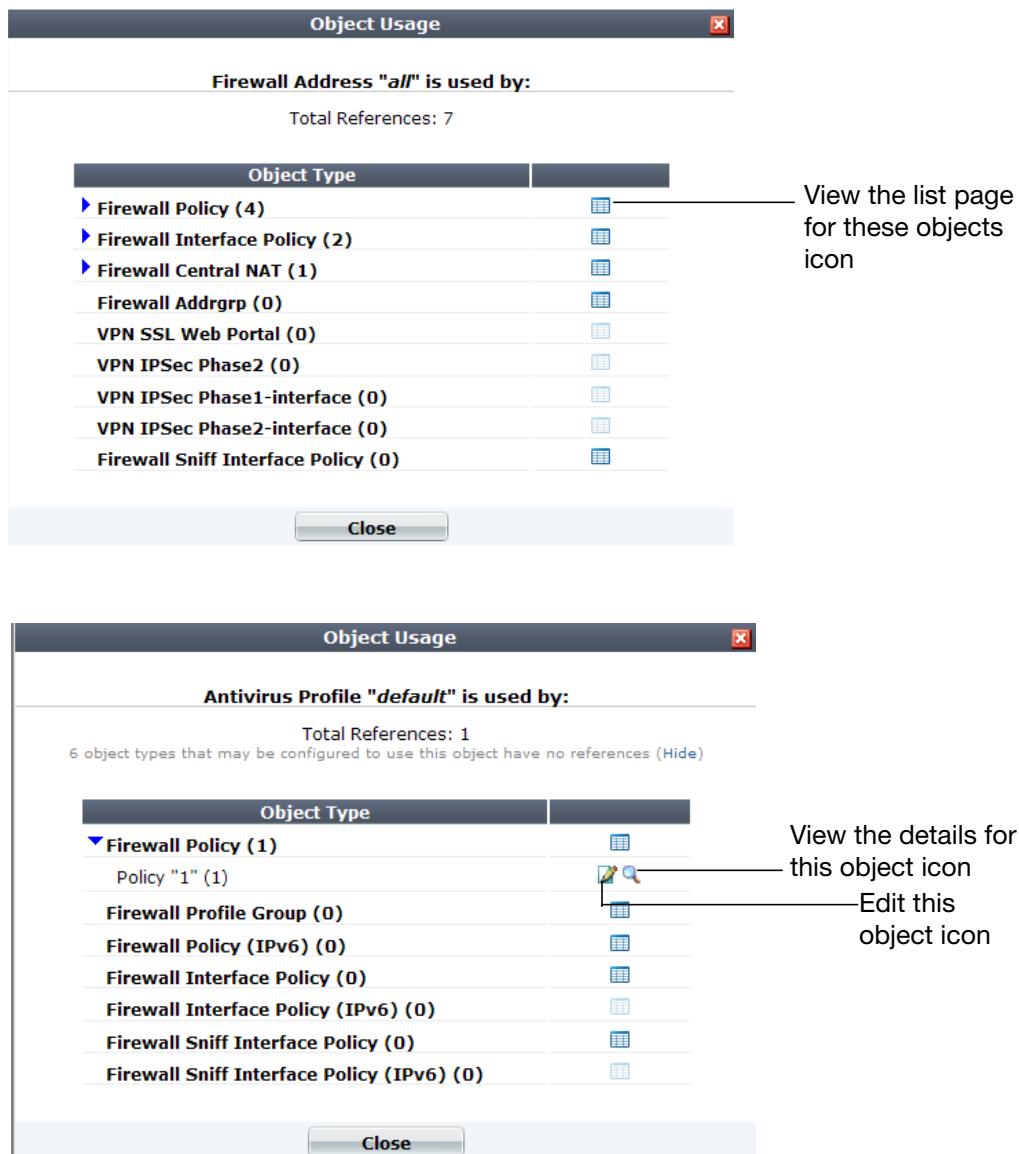 Object Usage
Firewall Address "all" is used by:
Total References: 7
Object Type
Firewall Policy (4)
View the list page
for these objects
icon
Firewall Interface Policy (2)
Firewall Central NAT (1)
Firewall Addrgrp (0)
VPN SSL Web Portal (0)
VPN IPSec Phase2 (0)
VPN IPSec Phase1-interface (0)
VPN IPSec Phase2-interface (0)
Firewall Sniff Interface Policy (0)
Close
Object Usage
Antivirus Profile "default" is used by:
Total References: 1
6 object types that may be configured to use this object have no references (Hide)
Object Type
Firewall Policy (1)
Policy "1" (1)
View the details for
this object icon
Edit this
object icon
Firewall Profile Group (0)
Firewall Policy (IPv6) (0)
Firewall Interface Policy (0)
Firewall Interface Policy (IPv6) (0)
Firewall Sniff Interface Policy (0)
Firewall Sniff Interface Policy (IPv6) (0)
Close